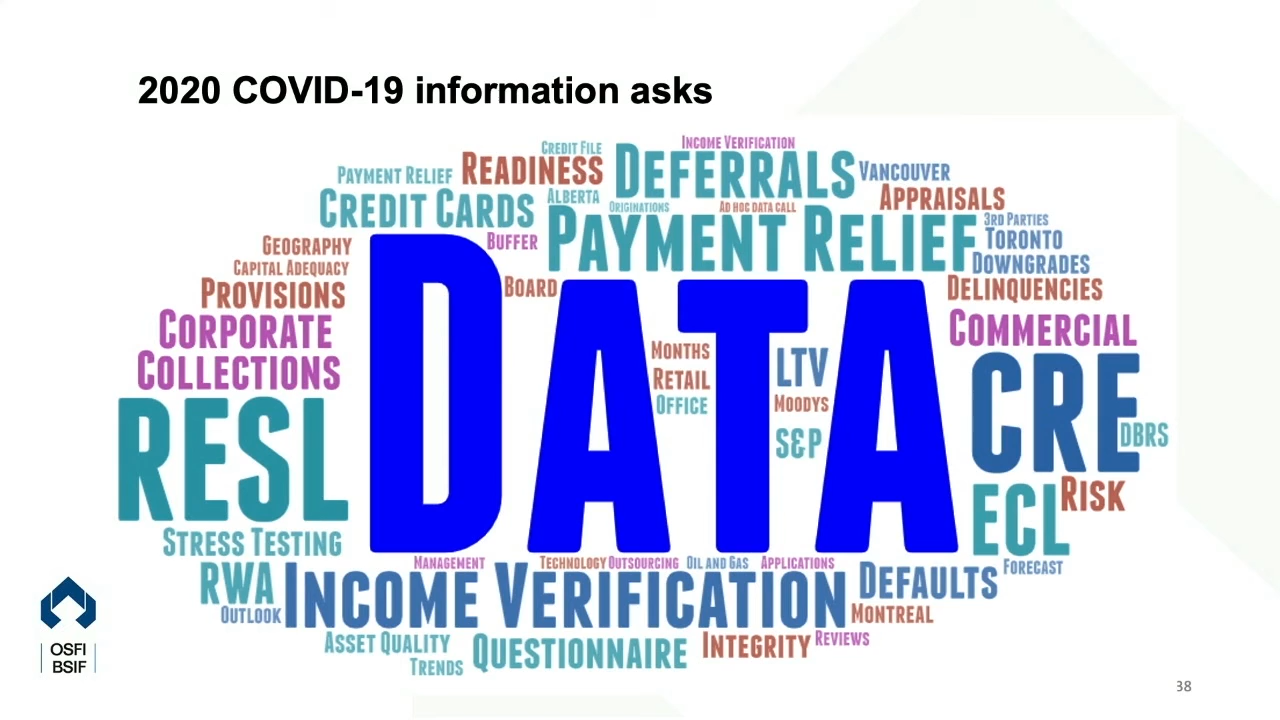 2020 COVID-19 information asks
CREDIT FILE
INCOME VERIFICATION
PAYMENT RELIEF
READINESS
DEFERRALS
VANCOUVER
CREDIT CARDS
ALBERTA
ORIGINATIONS
AD HOC DATA CALL
APPRAISALS
GEOGRAPHY
BUFFER
PAYMENT RELIEF
3RD PARTIES
TORONTO
CAPITAL ADEQUACY
DOWNGRADES
PROVISIONS
BOARD
DELINQUENCIES
CORPORATE
DATA
COMMERCIAL
COLLECTIONS
MONTHS
RETAIL
OFFICE
LTV
MOODYS
S&P
RESL
CRE
DBRS
STRESS TESTING
ECL
RISK
MANAGEMENT
TECHNOLOGY
OUTSOURCING
OIL AND GAS
APPLICATIONS
FORECAST
RWA
INCOME VERIFICATION
DEFAULTS
OUTLOOK
MONTREAL
ASSET QUALITY
QUESTIONNAIRE
INTEGRITY
REVIEWS
TRENDS
OSFI
BSIF
38